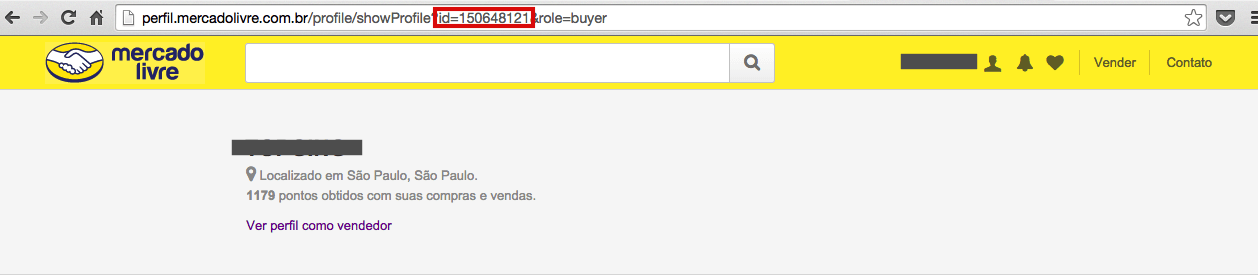 perfil.mercadolivre.com.br/profile/showProfile?id=150648121&role=buyer
mercado
livre
Vender
Contato
Localizado em São Paulo, São Paulo.
1179 pontos obtidos com suas compras e vendas.
Ver perfil como vendedor